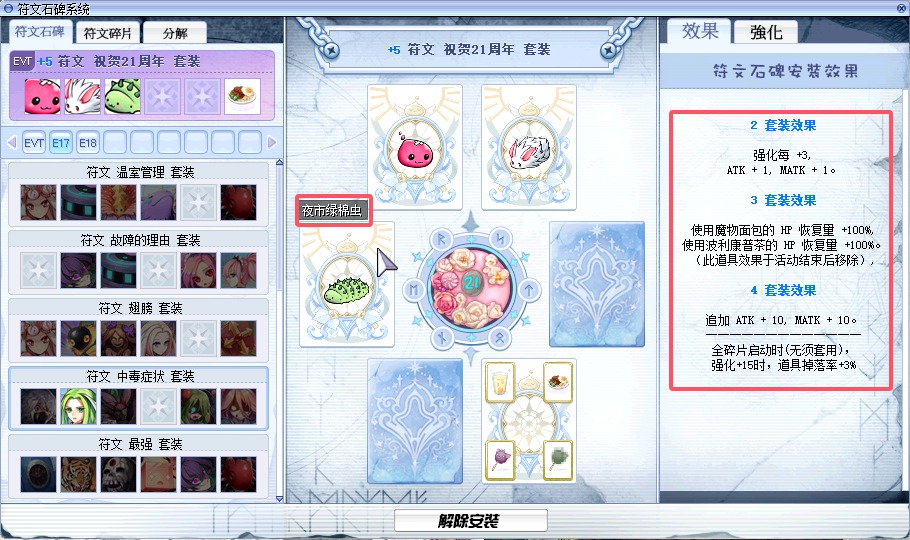 符文石碑系统
符文石碑
符文碎片
分解
EVT +5 符文 祝贺21周年 套装
EVT E17 E18
符文 温室管理 套装
符文 故障的理由 套装
符文 翅膀 套装
符文 中毒症状 套装
符文 最强 套装
+5 符文 祝贺21周年 套装
夜市绿棉虫
21
解除安装
效果
強化
符文石碑安裝效果
2 套装效果
强化每 +3,
ATK + 1, MATK + 1。
3 套装效果
使用魔物面包的 HP 恢复量 +100%,
使用波利康普茶的 HP 恢复量 +100%。
（此道具效果于活动结束后移除）,
4 套装效果
追加 ATK + 10, MATK + 10。
全碎片启动时(无须套用),
强化+15时, 道具掉落率+3%